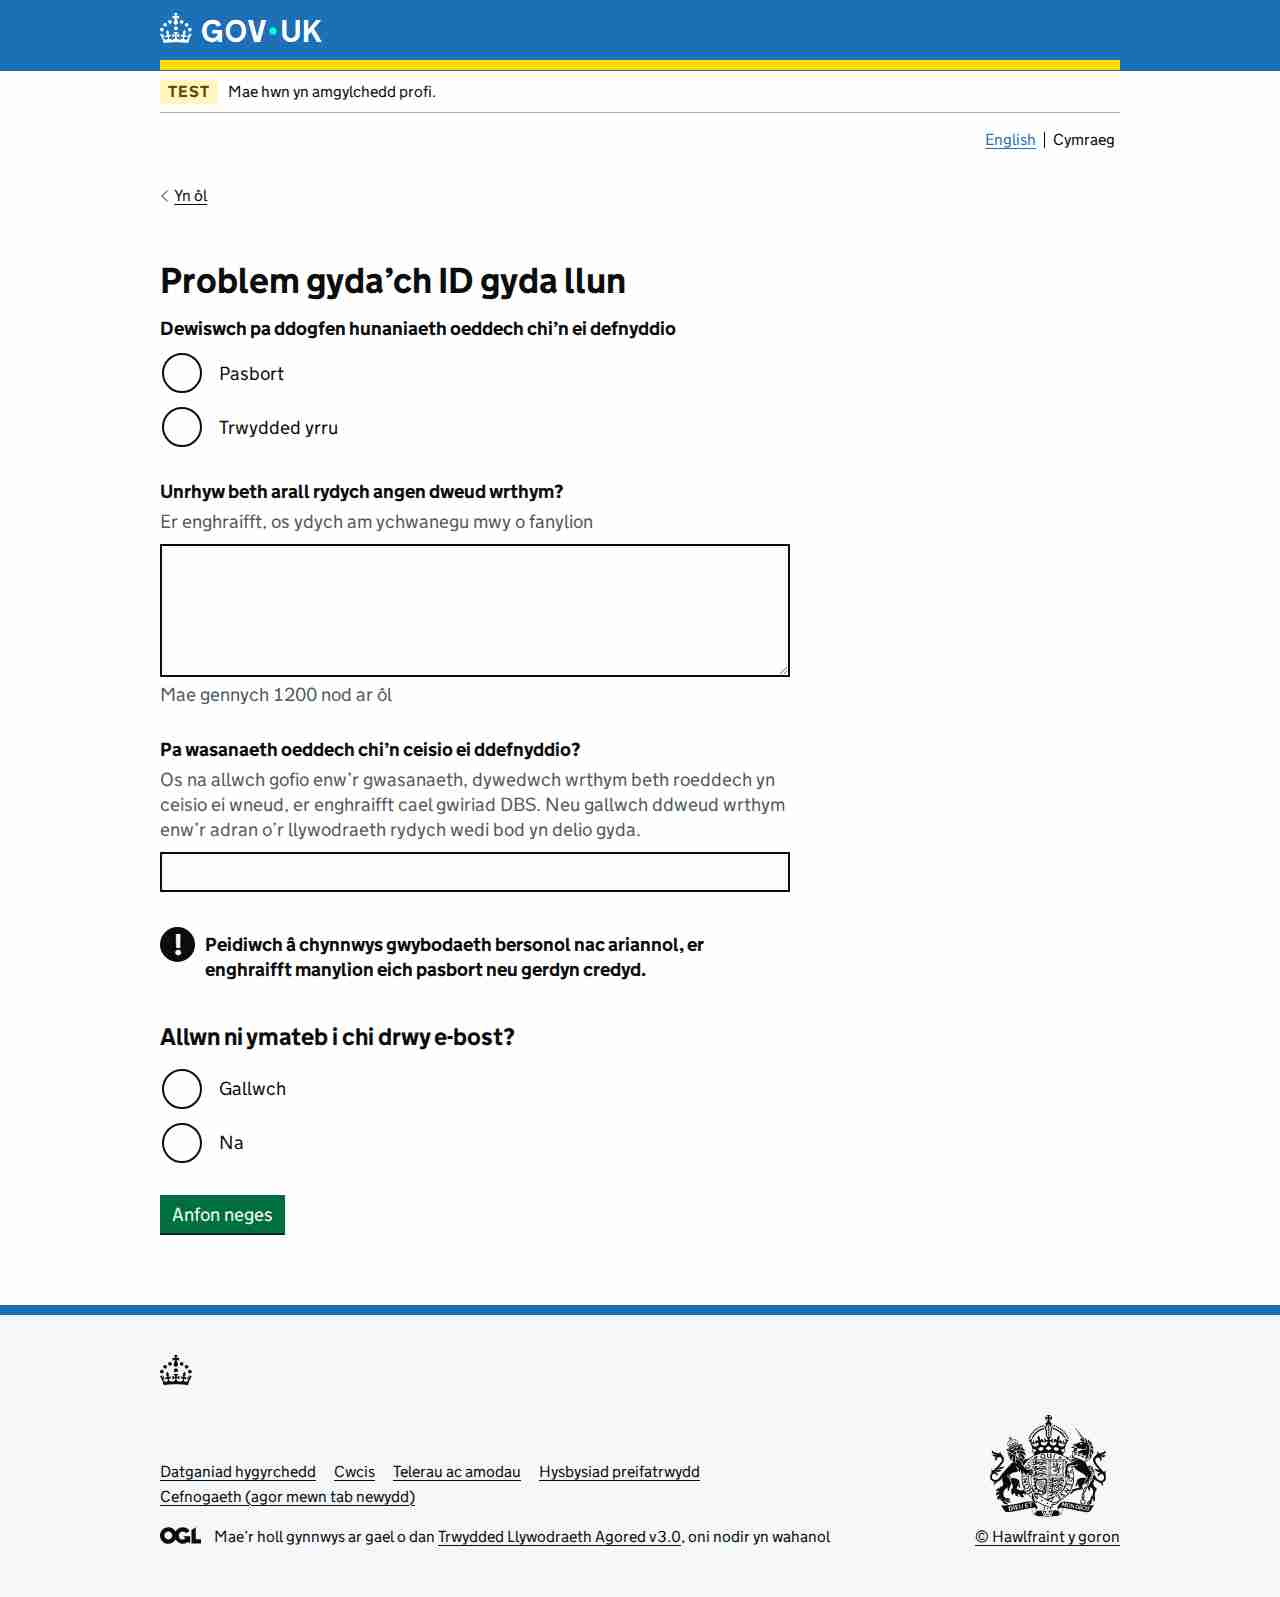 GOV·UK
TEST Mae hwn yn amgylchedd profi.
English | Cymraeg
Yn ôl
Problem gyda’ch ID gyda llun
Dewiswch pa ddogfen hunaniaeth oeddech chi’n ei defnyddio
Pasbort
Trwydded yrru
Unrhyw beth arall rydych angen dweud wrthym?
Er enghraifft, os ydych am ychwanegu mwy o fanylion
Mae gennych 1200 nod ar ôl
Pa wasanaeth oeddech chi’n ceisio ei ddefnyddio?
Os na allwch gofio enw’r gwasanaeth, dywedwch wrthym beth roeddech yn
ceisio ei wneud, er enghraifft cael gwiriad DBS. Neu gallwch ddweud wrthym
enw’r adran o’r llywodraeth rydych wedi bod yn delio gyda.
! Peidiwch â chynnwys gwybodaeth bersonol nac ariannol, er
enghraifft manylion eich pasbort neu gerdyn credyd.
Allwn ni ymateb i chi drwy e-bost?
Gallwch
Na
Anfon neges
Datganiad hygyrchedd Cwcis Telerau ac amodau Hysbysiad preifatrwydd
Cefnogaeth (agor mewn tab newydd)
OGL Mae’r holl gynnwys ar gael o dan Trwydded Llywodraeth Agored v3.0, oni nodir yn wahanol
© Hawlfraint y goron